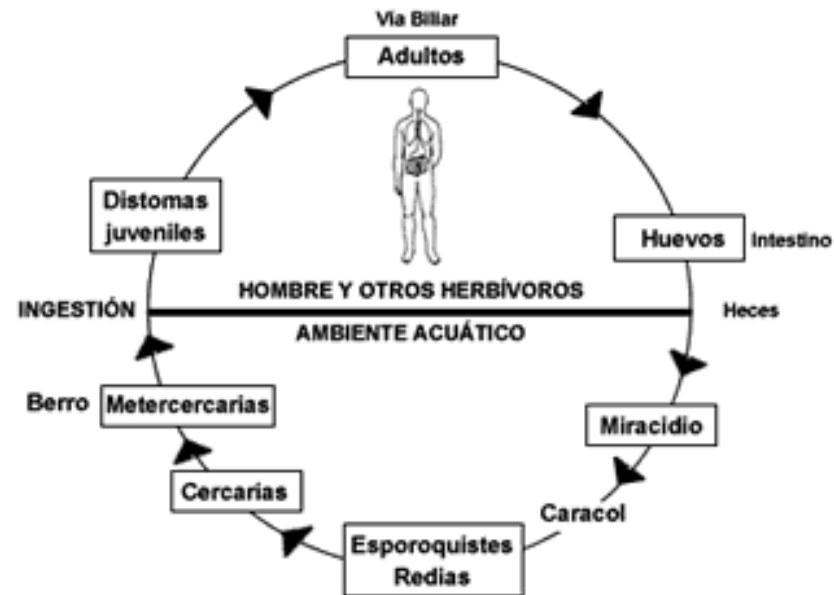 Vía Biliar
Adultos
Distomas
juveniles
Huevos
Intestino
HOMBRE Y OTROS HERBÍVOROS
INGESTIÓN
Heces
AMBIENTE ACUÁTICO
Berro
Metercercarias
Miracidio
Cercarias
Caracol
Esporoquistes
Redias